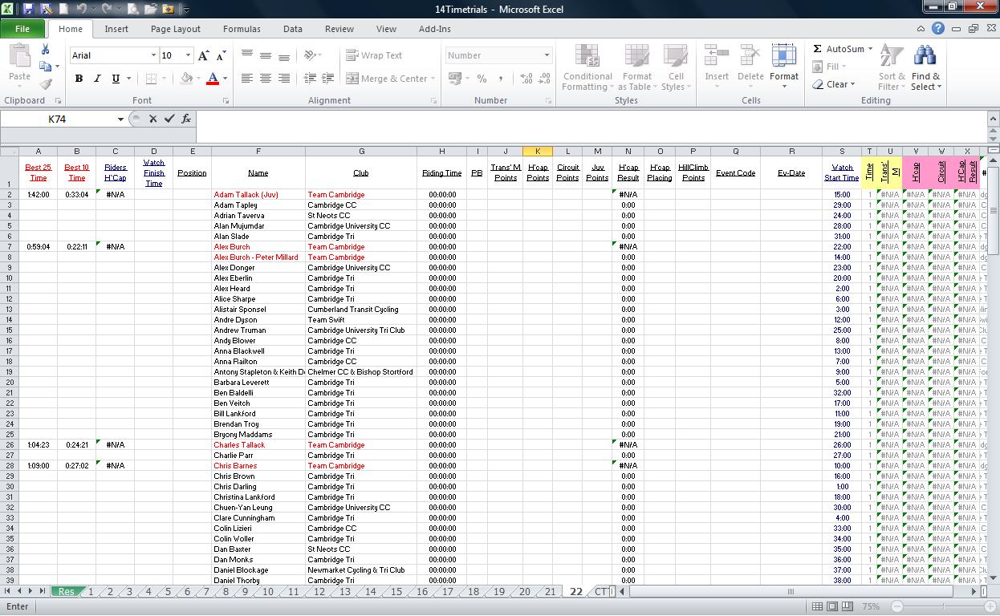 14Timetrials - Microsoft Excel
File Home Insert Page Layout Formulas Data Review View Add-Ins
Arial 10 Wrap Text Number AutoSum
Paste Conditional Formatting Format as Table Cell Styles Insert Delete Format Fill Sort & Filter Find & Select
B I U Merge & Center % , Clear
Clipboard Font Alignment Number Styles Cells Editing
K74 fx
A B C D E F G H I J K L M N O P Q R S T U V W X
1 Best 25 Time Best 10 Time Riders H'Cap Watch Finish Time Position Name Club Riding Time PB Trans' M Points H'cap Points Circuit Points Juv Points H'cap Result H'cap Placing HillClimb Points Event Code Ev-Date Watch Start Time Time Trans' M H'cap Circuit H'Cap Result #
2 1:42:00 0:33:04 #N/A Adam Tallack (Juv) Team Cambridge 00:00:00 #N/A 15:00 1 #N/A #N/A #N/A #N/A
3 Adam Tapley Cambridge CC 00:00:00 0:00 29:00 1 #N/A #N/A #N/A #N/A
4 Adrian Taverva St Neots CC 00:00:00 0:00 24:00 1 #N/A #N/A #N/A #N/A
5 Alan Mujumdar Cambridge University CC 00:00:00 0:00 28:00 1 #N/A #N/A #N/A #N/A
6 Alan Slade Cambridge Tri 00:00:00 0:00 31:00 1 #N/A #N/A #N/A #N/A
7 0:59:04 0:22:11 #N/A Alex Burch Team Cambridge 00:00:00 #N/A 22:00 1 #N/A #N/A #N/A #N/A
8 Alex Burch - Peter Millard Team Cambridge 00:00:00 0:00 14:00 1 #N/A #N/A #N/A #N/A
9 Alex Donger Cambridge University CC 00:00:00 0:00 23:00 1 #N/A #N/A #N/A #N/A
10 Alex Eberlin Cambridge Tri 00:00:00 0:00 20:00 1 #N/A #N/A #N/A #N/A
11 Alex Heard Cambridge Tri 00:00:00 0:00 2:00 1 #N/A #N/A #N/A #N/A
12 Alice Sharpe Cambridge Tri 00:00:00 0:00 6:00 1 #N/A #N/A #N/A #N/A
13 Alistair Sponsel Cumberland Transit Cycling 00:00:00 0:00 3:00 1 #N/A #N/A #N/A #N/A
14 Andre Dyson Team Swift 00:00:00 0:00 12:00 1 #N/A #N/A #N/A #N/A
15 Andrew Truman Cambridge University Tri Club 00:00:00 0:00 25:00 1 #N/A #N/A #N/A #N/A
16 Andy Blower Cambridge CC 00:00:00 0:00 8:00 1 #N/A #N/A #N/A #N/A
17 Anna Blackwell Cambridge Tri 00:00:00 0:00 13:00 1 #N/A #N/A #N/A #N/A
18 Anna Railton Cambridge CC 00:00:00 0:00 7:00 1 #N/A #N/A #N/A #N/A
19 Antony Stapleton & Keith Do Chelmer CC & Bishop Stortford 00:00:00 0:00 9:00 1 #N/A #N/A #N/A #N/A
20 Barbara Leverett Cambridge Tri 00:00:00 0:00 5:00 1 #N/A #N/A #N/A #N/A
21 Ben Baldelli Cambridge Tri 00:00:00 0:00 32:00 1 #N/A #N/A #N/A #N/A
22 Ben Veitch Cambridge Tri 00:00:00 0:00 17:00 1 #N/A #N/A #N/A #N/A
23 Bill Lankford Cambridge Tri 00:00:00 0:00 11:00 1 #N/A #N/A #N/A #N/A
24 Brendan Troy Cambridge Tri 00:00:00 0:00 19:00 1 #N/A #N/A #N/A #N/A
25 Bryony Maddams Cambridge Tri 00:00:00 0:00 21:00 1 #N/A #N/A #N/A #N/A
26 1:04:23 0:24:21 #N/A Charles Tallack Team Cambridge 00:00:00 #N/A 26:00 1 #N/A #N/A #N/A #N/A
27 Charlie Parr Cambridge Tri 00:00:00 0:00 27:00 1 #N/A #N/A #N/A #N/A
28 1:09:00 0:27:02 #N/A Chris Barnes Team Cambridge 00:00:00 #N/A 10:00 1 #N/A #N/A #N/A #N/A
29 Chris Brown Cambridge Tri 00:00:00 0:00 16:00 1 #N/A #N/A #N/A #N/A
30 Chris Darling Cambridge Tri 00:00:00 0:00 1:00 1 #N/A #N/A #N/A #N/A
31 Christina Lankford Cambridge Tri 00:00:00 0:00 18:00 1 #N/A #N/A #N/A #N/A
32 Chuen-Yan Leung Cambridge University CC 00:00:00 0:00 30:00 1 #N/A #N/A #N/A #N/A
33 Clare Cunningham Cambridge Tri 00:00:00 0:00 4:00 1 #N/A #N/A #N/A #N/A
34 Colin Lizieri Cambridge CC 00:00:00 0:00 33:00 1 #N/A #N/A #N/A #N/A
35 Colin Woller Cambridge Tri 00:00:00 0:00 34:00 1 #N/A #N/A #N/A #N/A
36 Dan Baxter St Neots CC 00:00:00 0:00 35:00 1 #N/A #N/A #N/A #N/A
37 Dan Monks Cambridge Tri 00:00:00 0:00 36:00 1 #N/A #N/A #N/A #N/A
38 Daniel Blockage Newmarket Cycling & Tri Club 00:00:00 0:00 37:00 1 #N/A #N/A #N/A #N/A
39 Daniel Thorby Cambridge Tri 00:00:00 0:00 38:00 1 #N/A #N/A #N/A #N/A
Res 1 2 3 4 5 6 7 8 9 10 11 12 13 14 15 16 17 18 19 20 21 22 CT
Enter 75%